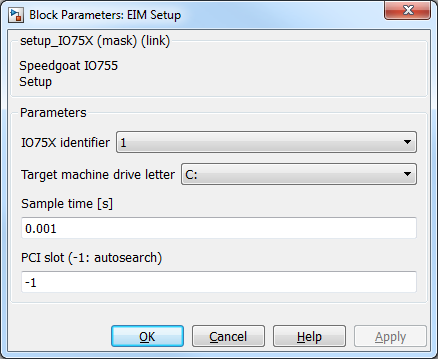 Block Parameters: EIM Setup
setup_IO75X (mask) (link)
Speedgoat IO755
Setup
Parameters
IO75X identifier 1
Target machine drive letter C:
Sample time [s]
0.001
PCI slot (-1: autosearch)
-1
OK Cancel Help Apply